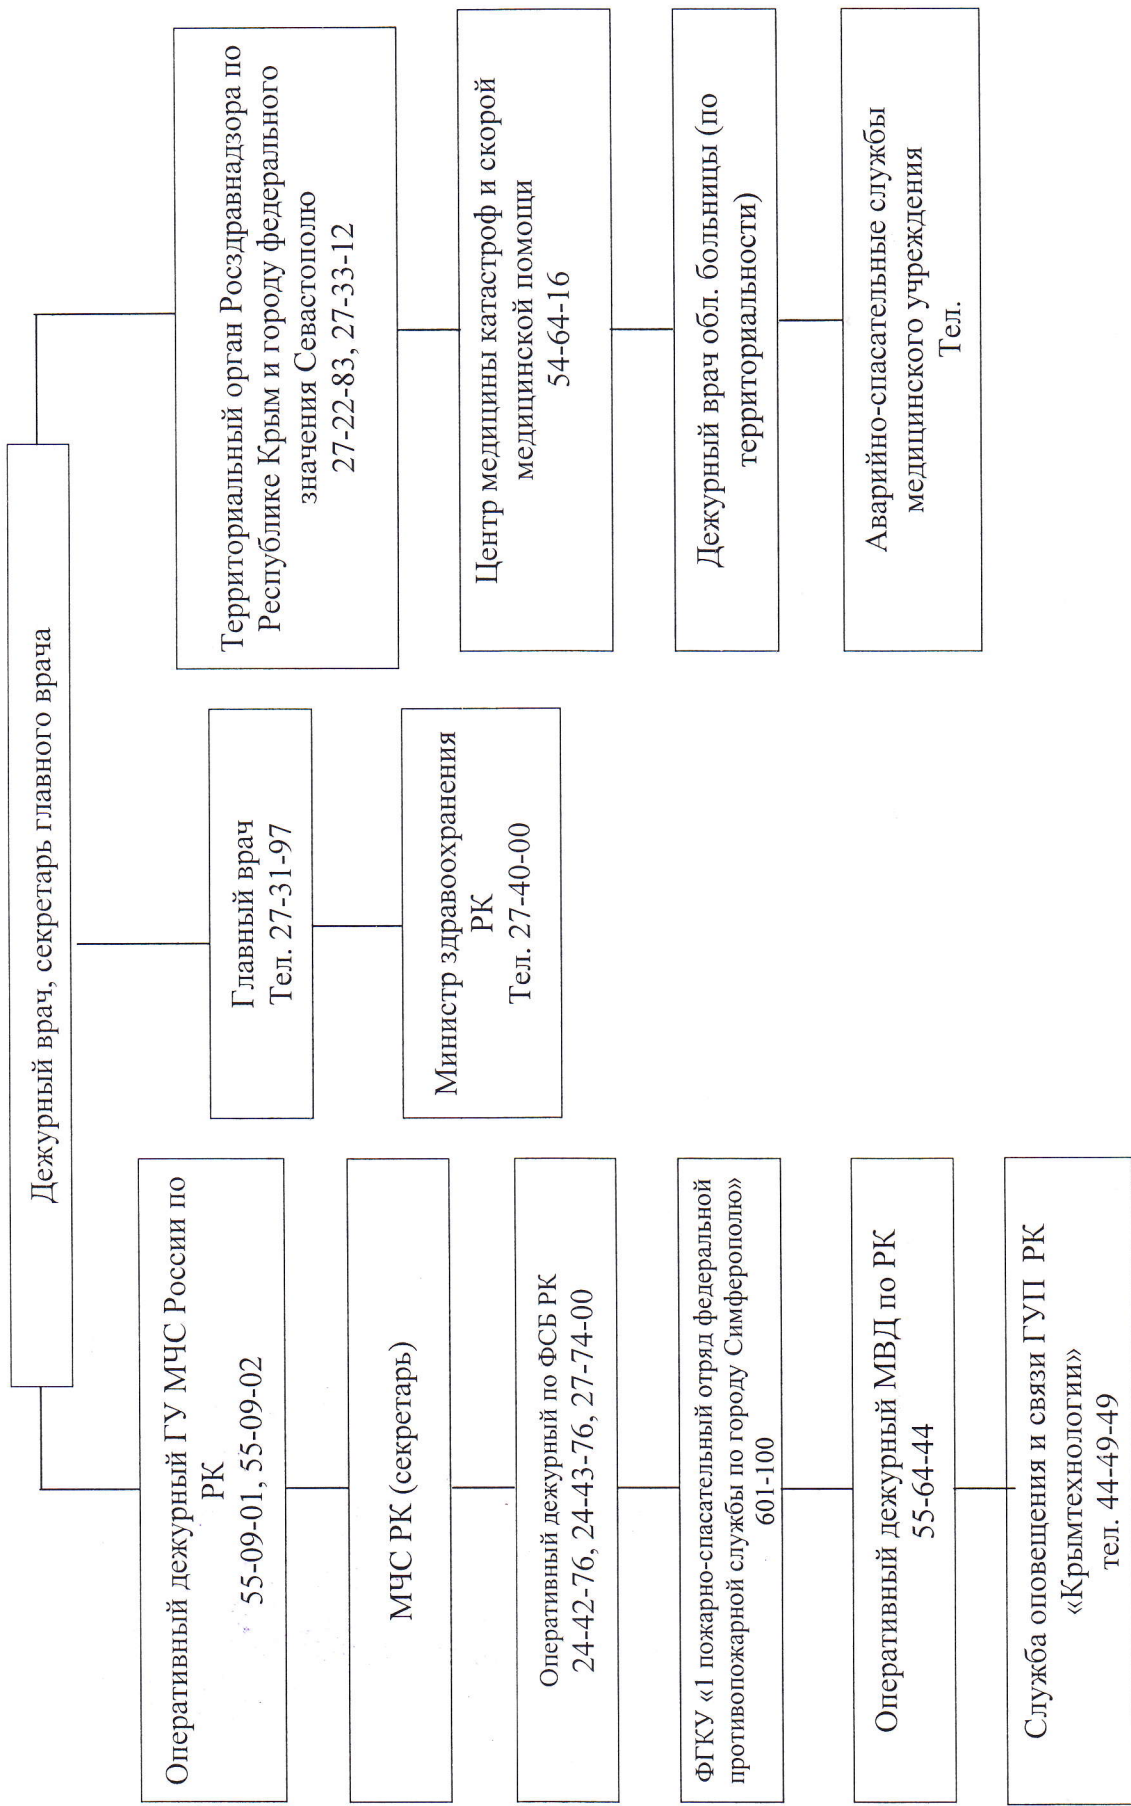 Дежурный врач, секретарь главного врача
Оперативный дежурный ГУ МЧС России по
РК
55-09-01, 55-09-02
МЧС РК (секретарь)
Оперативный дежурный по ФСБ РК
24-42-76, 24-43-76, 27-74-00
ФГКУ «1 пожарно-спасательный отряд федеральной
противопожарной службы по городу Симферополю»
601-100
Оперативный дежурный МВД по РК
55-64-44
Служба оповещения и связи ГУП РК
«Крымтехнологии»
тел. 44-49-49
Главный врач
Тел. 27-31-97
Министр здравоохранения
РК
Тел. 27-40-00
Территориальный орган Росздравнадзора по
Республике Крым и городу федерального
значения Севастополю
27-22-83, 27-33-12
Центр медицины катастроф и скорой
медицинской помощи
54-64-16
Дежурный врач обл. больницы (по
территориальности)
Аварийно-спасательные службы
медицинского учреждения
Тел.